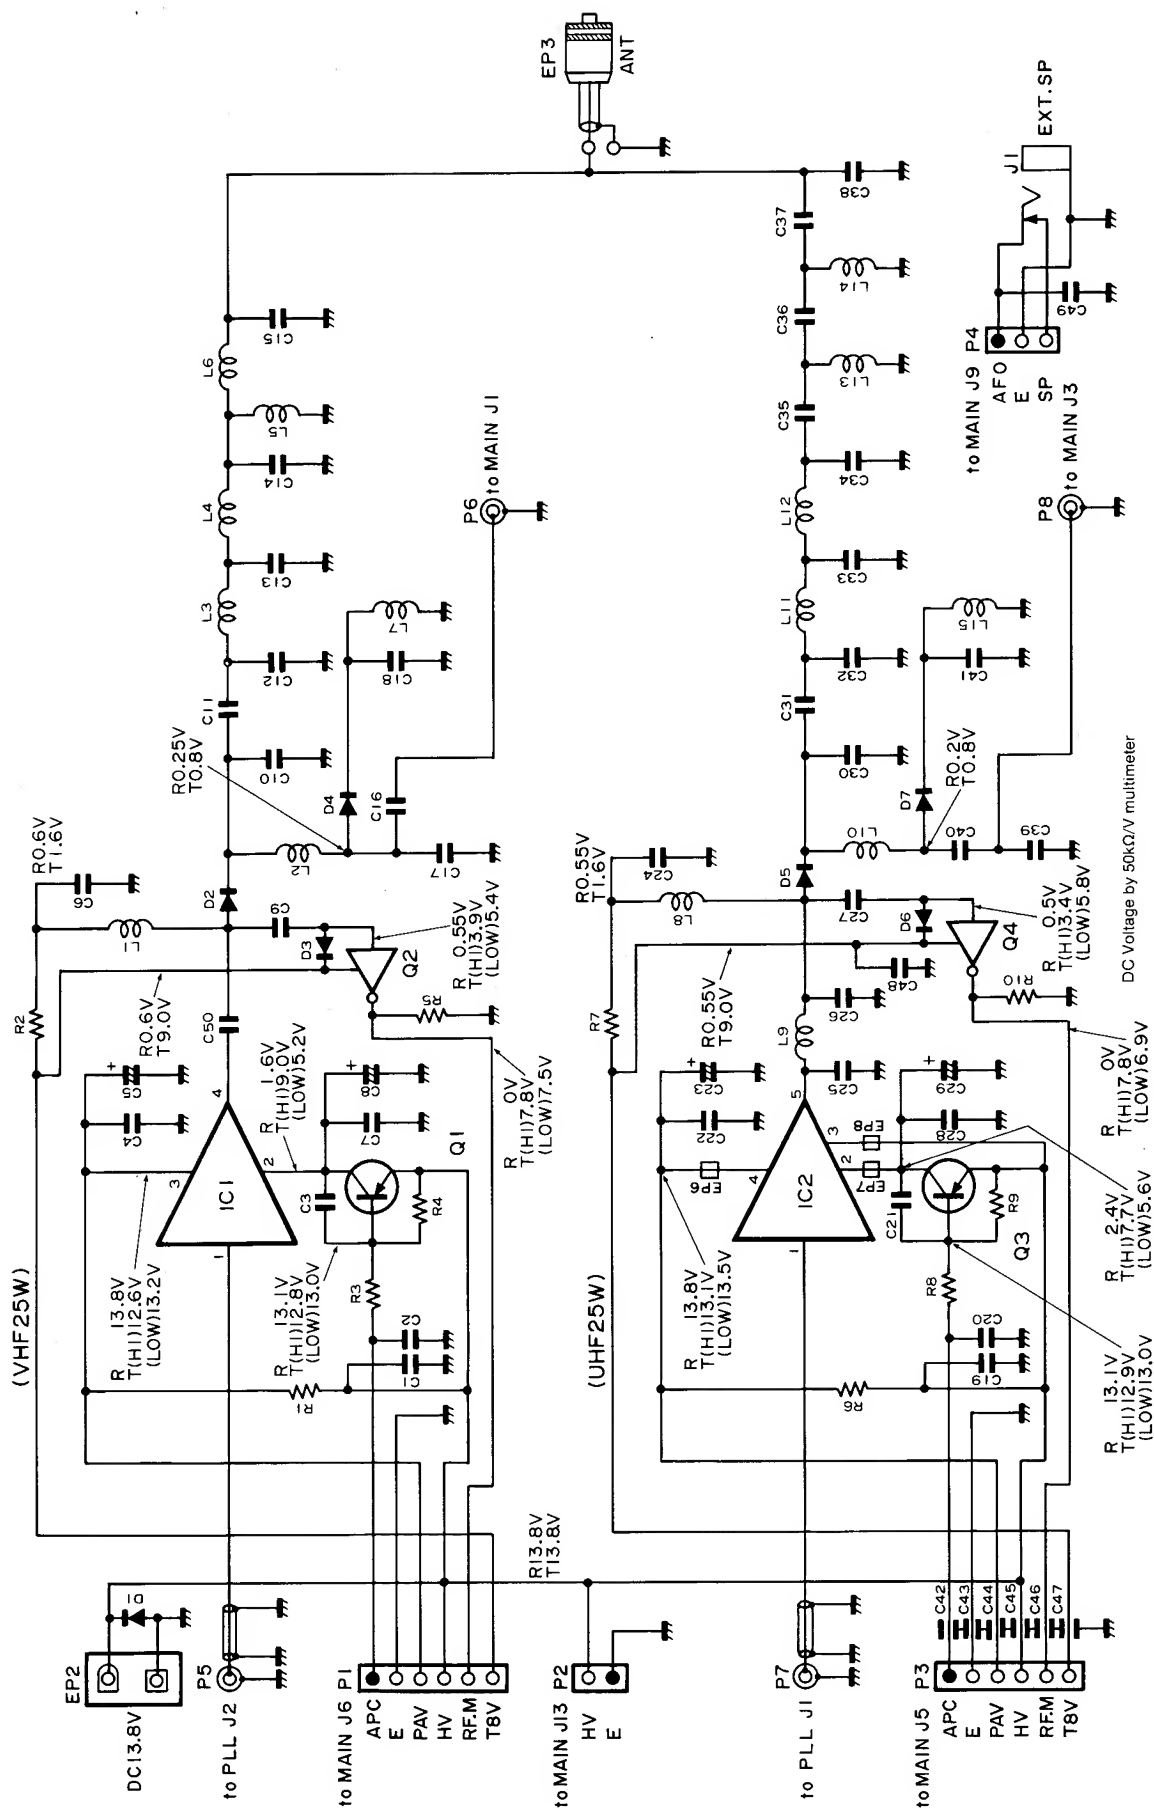 EP3
ANT
(VHF25W)
EP2
DC13.8V
D1
to PLL J2
P5
to MAIN J6
P1
APC
E
PAV
HV
RF.M
T8V
to MAIN J13
P2
HV
E
R13.8V
T13.8V
R2
R0.6V
T9.0V
C5
C4
+
R
13.8V
T(HI)12.6V
(LOW)13.2V
3
IC1
1
4
2
R1
C1
C2
R3
R
13.1V
T(HI)12.8V
(LOW)13.0V
C3
R4
Q1
C7
C8
+
R
1.6V
T(HI)9.0V
(LOW)5.2V
C50
L1
C6
R0.6V
T1.6V
D2
C9
D3
Q2
R5
R
0.55V
T(HI)3.9V
(LOW)5.4V
R
0V
T(HI)7.8V
(LOW)7.5V
L2
C10
R0.25V
T0.8V
D4
C16
C17
C11
C12
L3
C13
L4
C14
L5
L6
C15
C18
L7
P6
to MAIN J1
(UHF25W)
to PLL J1
P7
to MAIN J5
P3
APC
E
PAV
HV
RF.M
T8V
C42
C43
C44
C45
C46
C47
R7
R0.55V
T9.0V
C23
C22
+
R
13.8V
T(HI)13.1V
(LOW)13.5V
EP6
4
IC2
1
5
3
2
EP8
EP7
R6
C19
C20
R8
C21
R9
Q3
C28
C29
+
R
13.1V
T(HI)12.9V
(LOW)13.0V
R
2.4V
T(HI)7.7V
(LOW)5.6V
R
0V
T(HI)7.8V
(LOW)6.9V
C25
L9
C26
C48
L8
C24
R0.55V
T1.6V
D5
C27
D6
Q4
R10
R
0.5V
T(HI)3.4V
(LOW)5.8V
L10
C30
D7
C40
C39
R0.2V
T0.8V
C31
C32
L11
C33
L12
C34
C35
L13
C36
L14
C37
C38
C41
L15
P8
to MAIN J3
to MAIN J9
P4
AFO
E
SP
C49
J1
EXT.SP
DC Voltage by 50kΩ/V multimeter